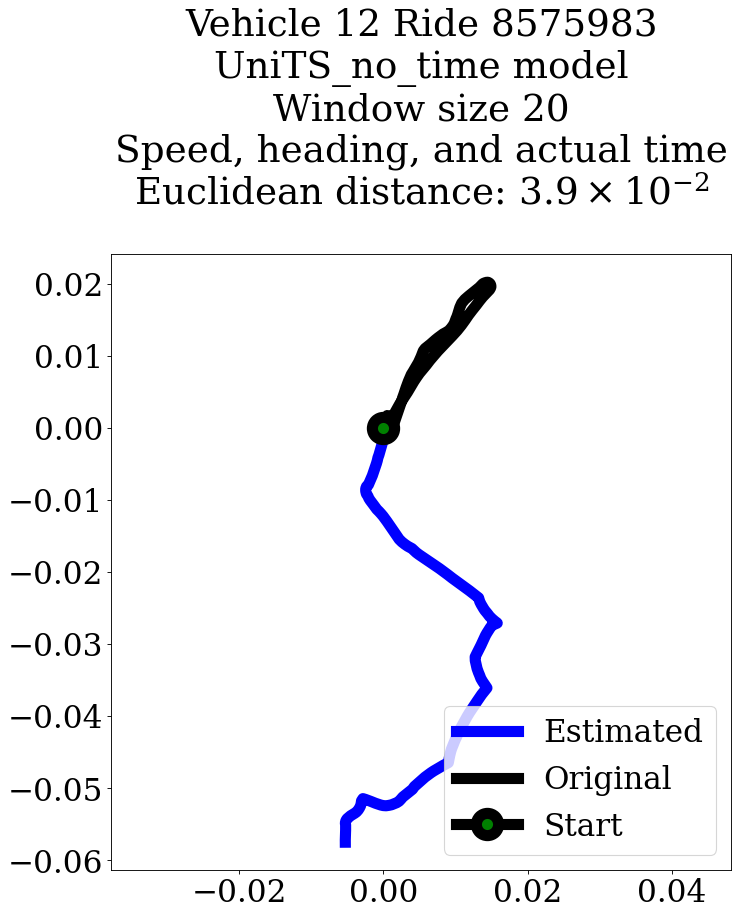 Vehicle 12 Ride 8575983
UniTS_no_time model
Window size 20
Speed, heading, and actual time
Euclidean distance: 3.9 × 10⁻²
0.02
0.01
0.00
−0.01
−0.02
−0.03
−0.04
−0.05
−0.06
Estimated
Original
Start
−0.02 0.00 0.02 0.04